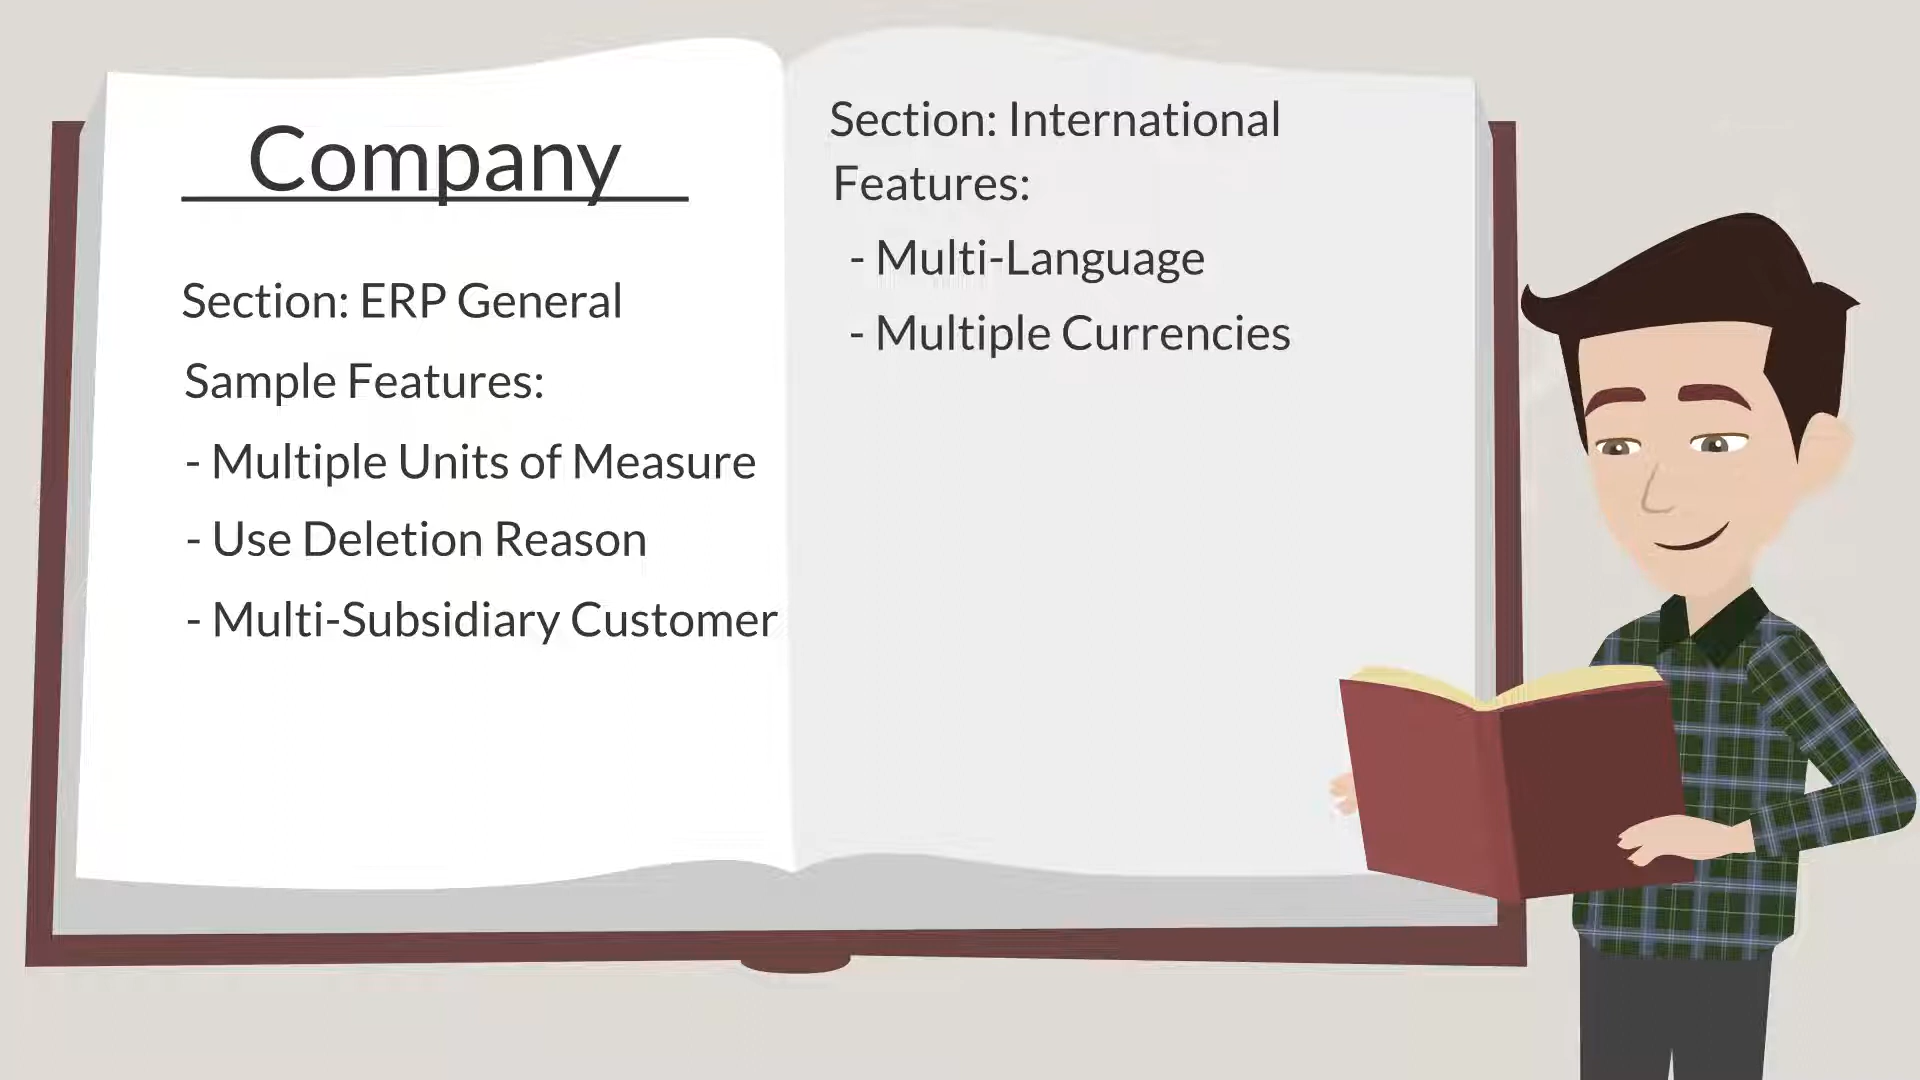 Company
Section: ERP General
Sample Features:
- Multiple Units of Measure
- Use Deletion Reason
- Multi-Subsidiary Customer
Section: International
Features:
- Multi-Language
- Multiple Currencies